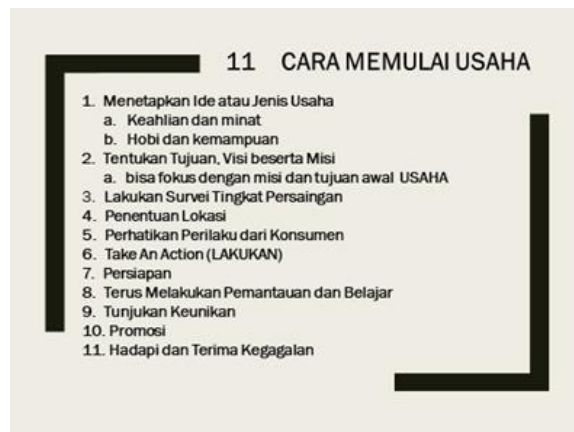 11 CARA MEMULAI USAHA
1. Menetapkan Ide atau Jenis Usaha
a. Keahlian dan minat
b. Hobi dan kemampuan
2. Tentukan Tujuan, Visi beserta Misi
a. bisa fokus dengan misi dan tujuan awal USAHA
3. Lakukan Survei Tingkat Persaingan
4. Penentuan Lokasi
5. Perhatikan Perilaku dari Konsumen
6. Take An Action (LAKUKAN)
7. Persiapan
8. Terus Melakukan Pemantauan dan Belajar
9. Tunjukan Keunikan
10. Promosi
11. Hadapi dan Terima Kegagalan